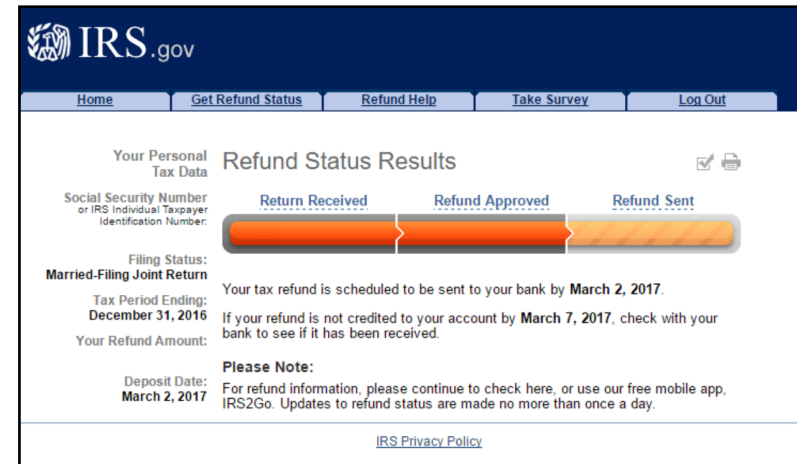 IRS.gov
Home Get Refund Status Refund Help Take Survey Log Out
Your Personal
Tax Data
Social Security Number
or IRS Individual Taxpayer
Identification Number:
Filing Status:
Married-Filing Joint Return
Tax Period Ending:
December 31, 2016
Your Refund Amount:
Deposit Date:
March 2, 2017
Refund Status Results
Return Received Refund Approved Refund Sent
Your tax refund is scheduled to be sent to your bank by March 2, 2017.
If your refund is not credited to your account by March 7, 2017, check with your
bank to see if it has been received.
Please Note:
For refund information, please continue to check here, or use our free mobile app,
IRS2Go. Updates to refund status are made no more than once a day.
IRS Privacy Policy